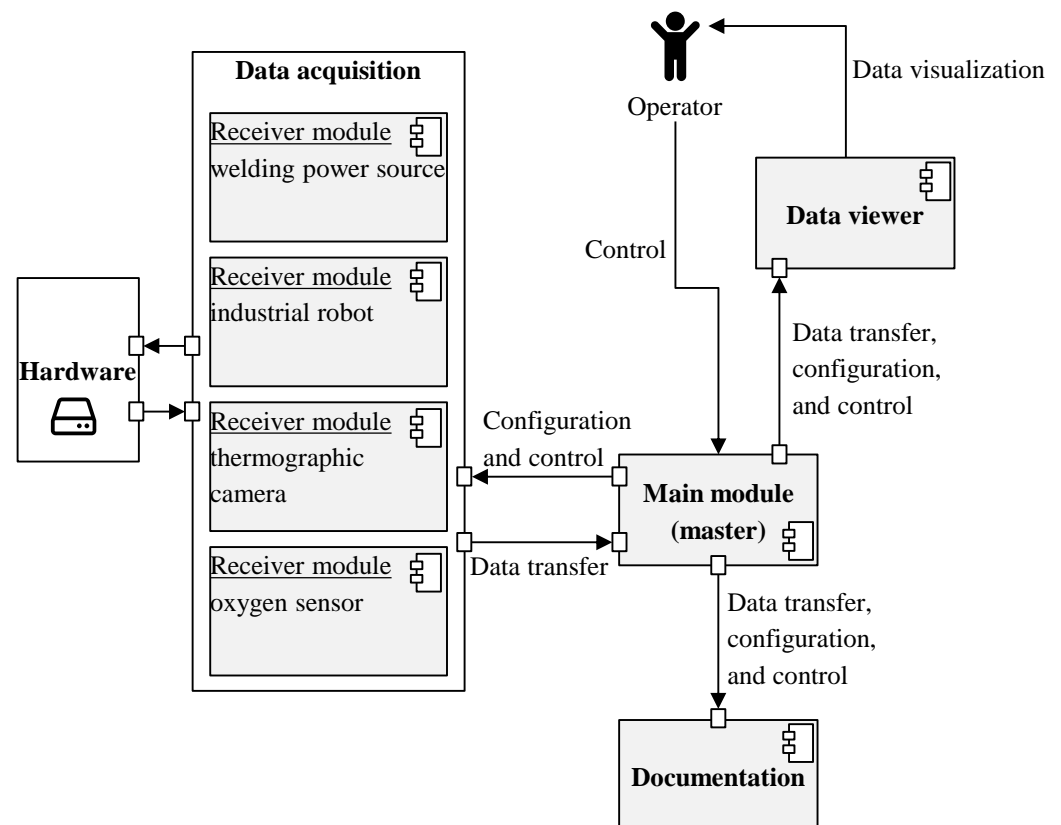 Data acquisition
Receiver module
welding power source
Receiver module
industrial robot
Receiver module
thermographic
camera
Receiver module
oxygen sensor
Hardware
Operator
Data visualization
Data viewer
Control
Data transfer,
configuration,
and control
Configuration
and control
Main module
(master)
Data transfer
Data transfer,
configuration,
and control
Documentation